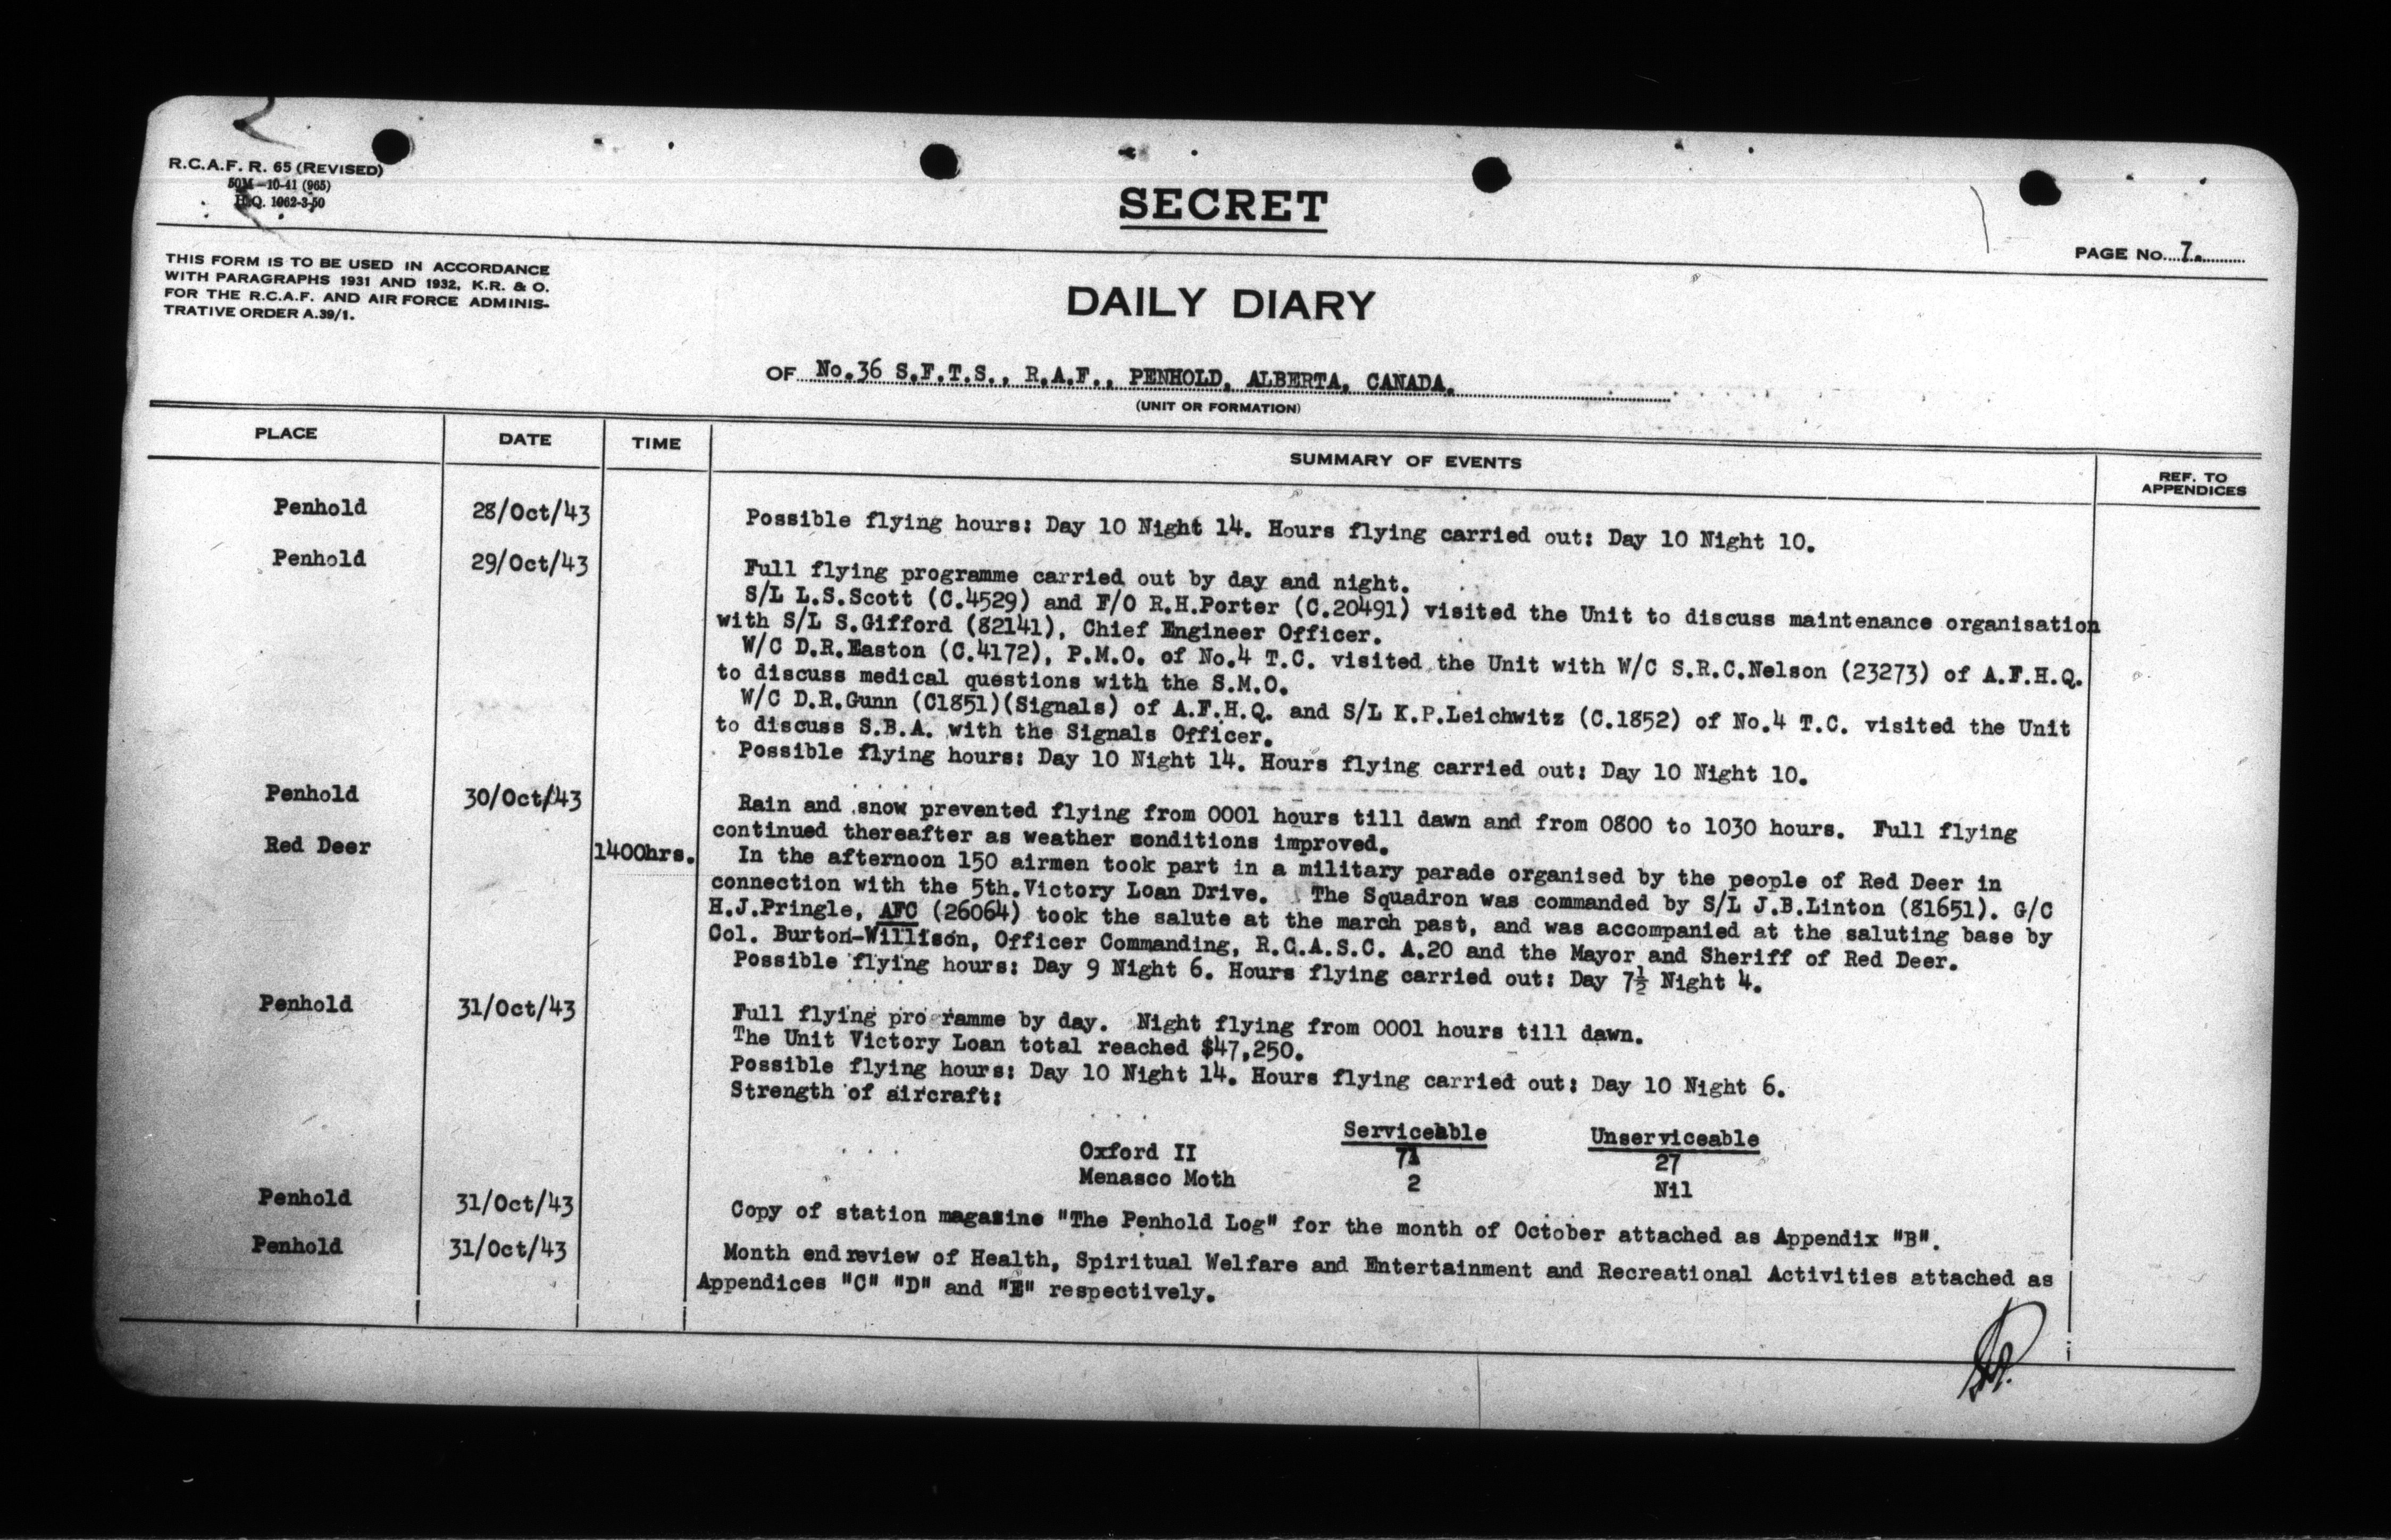 R.C.A.F. R. 65 (REVISED)
50M—10-41 (965)
H.Q. 1062-3-50
SECRET
PAGE NO. 7.
THIS FORM IS TO BE USED IN ACCORDANCE
WITH PARAGRAPHS 1931 AND 1932, K.R. & O.
FOR THE R.C.A.F. AND AIR FORCE ADMINIS-
TRATIVE ORDER A.39/1.
DAILY DIARY
OF No.36 S.F.T.S., R.A.F., PENHOLD, ALBERTA, CANADA.
(UNIT OR FORMATION)
PLACE DATE TIME SUMMARY OF EVENTS REF. TO APPENDICES
Penhold 28/Oct/43 Possible flying hours: Day 10 Night 14. Hours flying carried out: Day 10 Night 10.
Penhold 29/Oct/43 Full flying programme carried out by day and night.
S/L L.S.Scott (C.4529) and F/O R.H.Porter (C.20491) visited the Unit to discuss maintenance organisation
with S/L S.Gifford (82141), Chief Engineer Officer.
W/C D.R.Easton (C.4172), P.M.O. of No.4 T.C. visited the Unit with W/C S.R.C.Nelson (23273) of A.F.H.Q.
to discuss medical questions with the S.M.O.
W/C D.R.Gunn (C1851)(Signals) of A.F.H.Q. and S/L K.P.Leichwitz (C.1852) of No.4 T.C. visited the Unit
to discuss S.B.A. with the Signals Officer.
Possible flying hours: Day 10 Night 14. Hours flying carried out: Day 10 Night 10.
Penhold 30/Oct/43 Rain and snow prevented flying from 0001 hours till dawn and from 0800 to 1030 hours. Full flying
continued thereafter as weather conditions improved.
Red Deer 1400hrs. In the afternoon 150 airmen took part in a military parade organised by the people of Red Deer in
connection with the 5th.Victory Loan Drive. The Squadron was commanded by S/L J.B.Linton (81651). G/C
H.J.Pringle, AFC (26064) took the salute at the march past, and was accompanied at the saluting base by
Col. Burton-Willison, Officer Commanding, R.C.A.S.C. A.20 and the Mayor and Sheriff of Red Deer.
Possible flying hours: Day 9 Night 6. Hours flying carried out: Day 7½ Night 4.
Penhold 31/Oct/43 Full flying pro ramme by day. Night flying from 0001 hours till dawn.
The Unit Victory Loan total reached $47,250.
Possible flying hours: Day 10 Night 14. Hours flying carried out: Day 10 Night 6.
Strength of aircraft:
Serviceable Unserviceable
Oxford II 71 27
Menasco Moth 2 Nil
Penhold 31/Oct/43 Copy of station magazine "The Penhold Log" for the month of October attached as Appendix "B".
Penhold 31/Oct/43 Month end review of Health, Spiritual Welfare and Entertainment and Recreational Activities attached as
Appendices "C" "D" and "E" respectively.